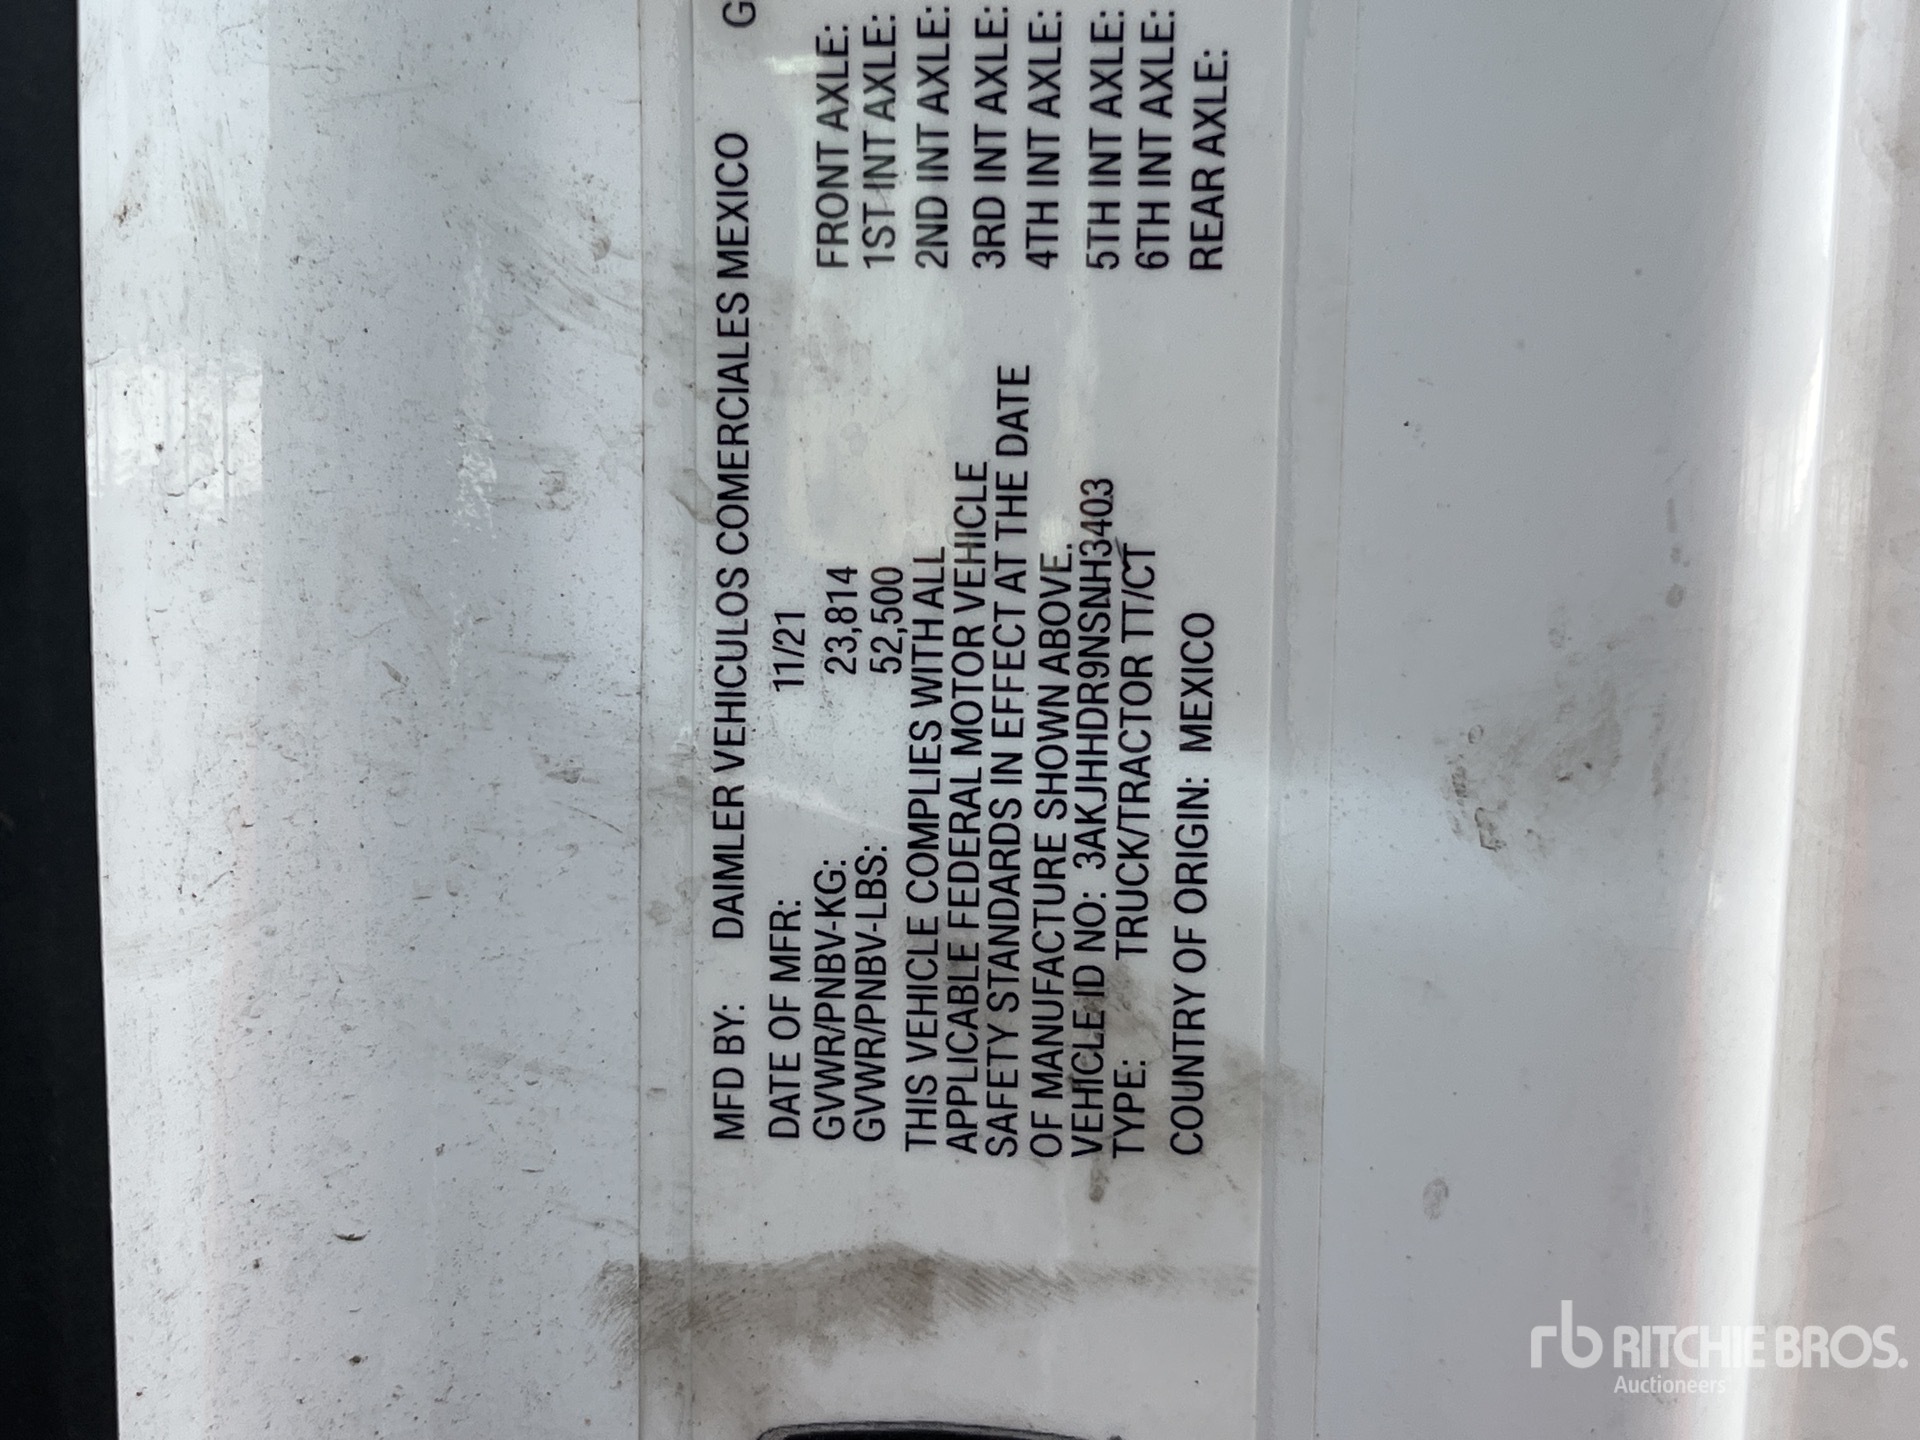 MFD BY: DAIMLER VEHICULOS COMERCIALES MEXICO G
DATE OF MFR: 11/21
GVWR/PNBV-KG: 23,814
GVWR/PNBV-LBS: 52,500
THIS VEHICLE COMPLIES WITH ALL
APPLICABLE FEDERAL MOTOR VEHICLE
SAFETY STANDARDS IN EFFECT AT THE DATE
OF MANUFACTURE SHOWN ABOVE.
VEHICLE ID NO: 3AKJHHDR9NSNH3403
TYPE: TRUCK/TRACTOR TT/CT
COUNTRY OF ORIGIN: MEXICO
FRONT AXLE:
1ST INT AXLE:
2ND INT AXLE:
3RD INT AXLE:
4TH INT AXLE:
5TH INT AXLE:
6TH INT AXLE:
REAR AXLE:
rb RITCHIE BROS.
Auctioneers